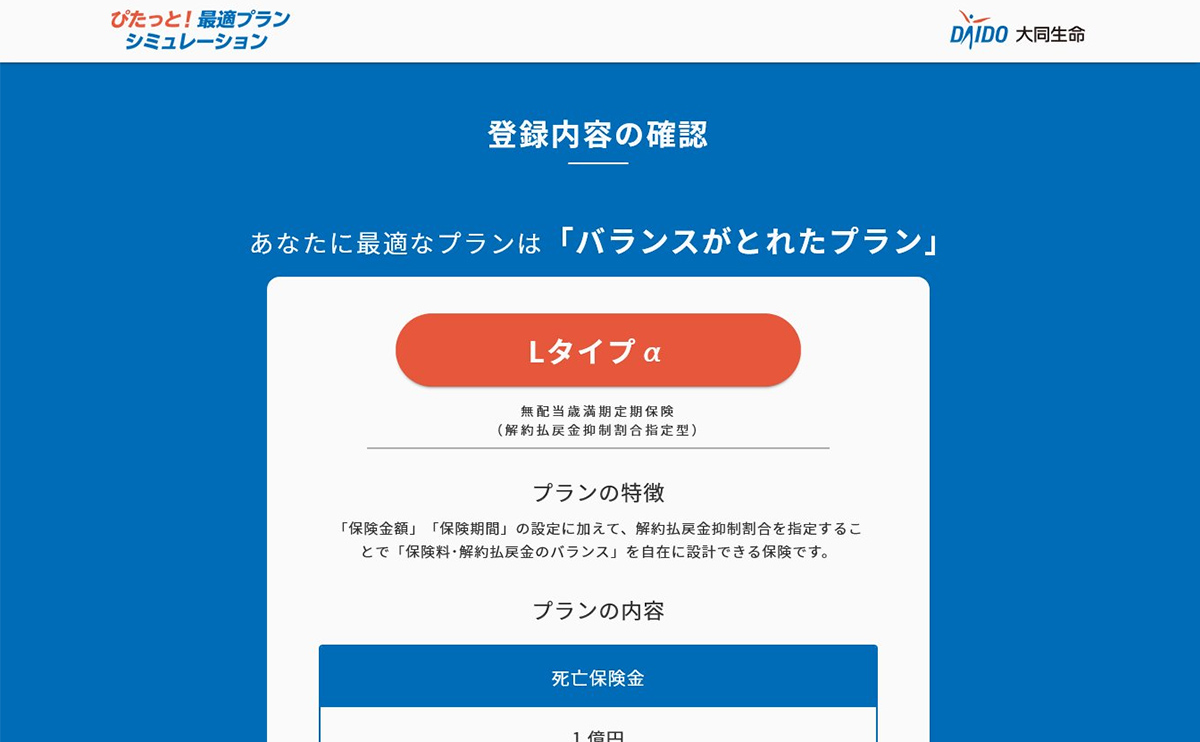 ぴたっと！最適プラン
シミュレーション
DAIDO 大同生命
登録内容の確認
あなたに最適なプランは「バランスがとれたプラン」
Lタイプ α
無配当歳満期定期保険
（解約払戻金抑制割合指定型）
プランの特徴
「保険金額」「保険期間」の設定に加えて、解約払戻金抑制割合を指定するこ
とで「保険料･解約払戻金のバランス」を自在に設計できる保険です。
プランの内容
死亡保険金
1 億円